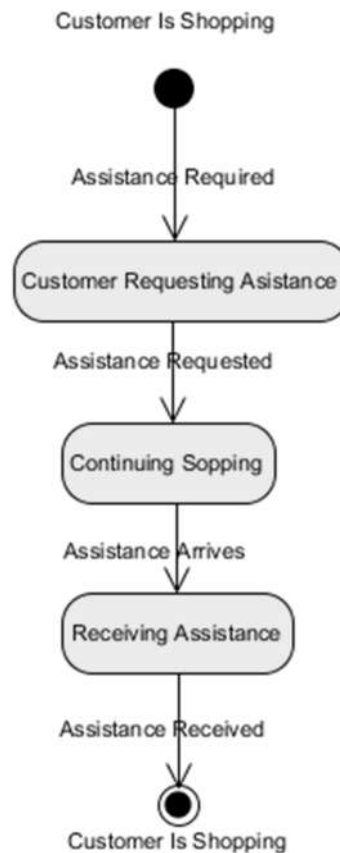 Customer Is Shopping
Assistance Required
Customer Requesting Asistance
Assistance Requested
Continuing Sopping
Assistance Arrives
Receiving Assistance
Assistance Received
Customer Is Shopping